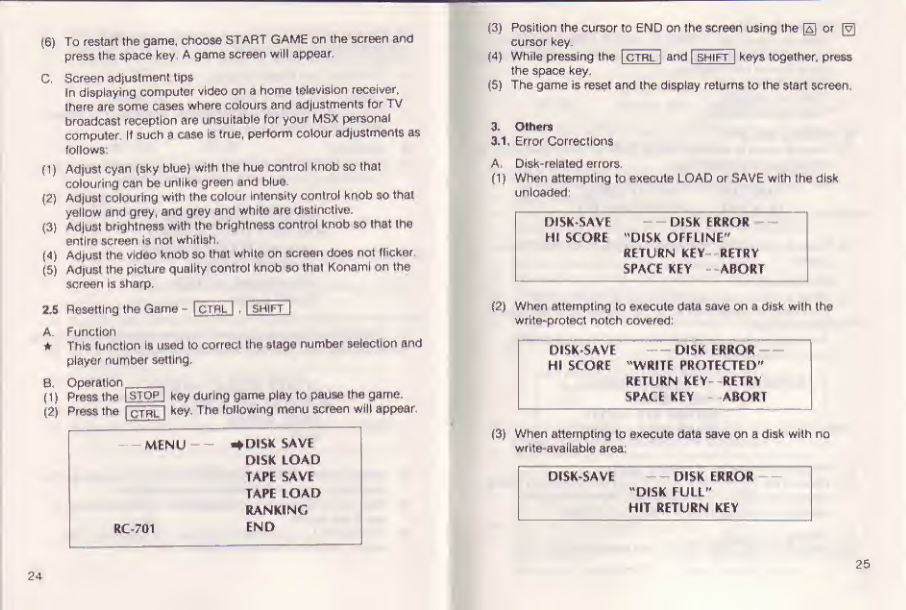 (6) To restart the game, choose START GAME on the screen and
press the space key. A game screen will appear.
C. Screen adjustment tips
In displaying computer video on a home television receiver,
there are some cases where colours and adjustments for TV
broadcast reception are unsuitable for your MSX personal
computer. If such a case is true, perform colour adjustments as
follows:
(1) Adjust cyan (sky blue) with the hue control knob so that
colouring can be unlike green and blue.
(2) Adjust colouring with the colour intensity control knob so that
yellow and grey, and grey and white are distinctive.
(3) Adjust brightness with the brightness control knob so that the
entire screen is not whitish.
(4) Adjust the video knob so that white on screen does not flicker.
(5) Adjust the picture quality control knob so that Konami on the
screen is sharp.
2.5 Resetting the Game – CTRL , SHIFT
A. Function
★ This function is used to correct the stage number selection and
player number setting.
B. Operation
(1) Press the STOP key during game play to pause the game.
(2) Press the CTRL key. The following menu screen will appear.
–– MENU –– ➡DISK SAVE
DISK LOAD
TAPE SAVE
TAPE LOAD
RANKING
RC-701 END
24
(3) Position the cursor to END on the screen using the △ or ▽
cursor key.
(4) While pressing the CTRL and SHIFT keys together, press
the space key.
(5) The game is reset and the display returns to the start screen.
3. Others
3.1. Error Corrections
A. Disk-related errors.
(1) When attempting to execute LOAD or SAVE with the disk
unloaded:
DISK-SAVE –– DISK ERROR ––
HI SCORE "DISK OFFLINE"
RETURN KEY--RETRY
SPACE KEY --ABORT
(2) When attempting to execute data save on a disk with the
write-protect notch covered:
DISK-SAVE –– DISK ERROR ––
HI SCORE "WRITE PROTECTED"
RETURN KEY--RETRY
SPACE KEY --ABORT
(3) When attempting to execute data save on a disk with no
write-available area:
DISK-SAVE –– DISK ERROR ––
"DISK FULL"
HIT RETURN KEY
25